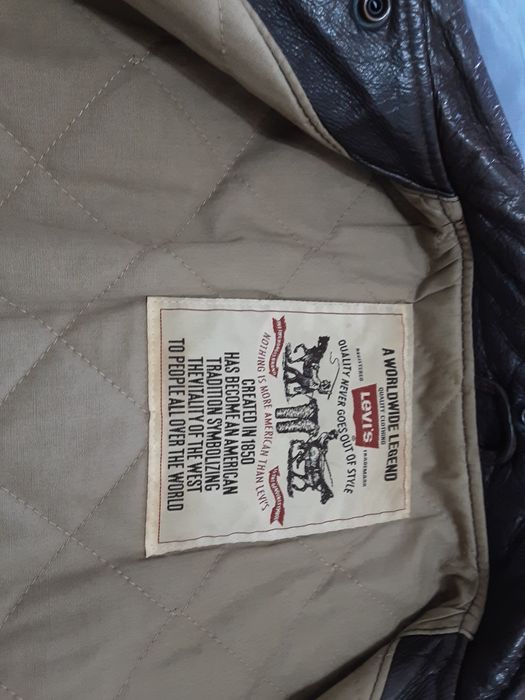 A WORLDWIDE LEGEND
QUALITY CLOTHING
LEVI'S
REGISTERED TRADEMARK
QUALITY NEVER GOES OUT OF STYLE
NOTHING IS MORE AMERICAN THAN LEVI'S
CREATED IN 1850
HAS BECOME AN AMERICAN
TRADITION SYMBOLIZING
THE VITALITY OF THE WEST
TO PEOPLE ALL OVER THE WORLD